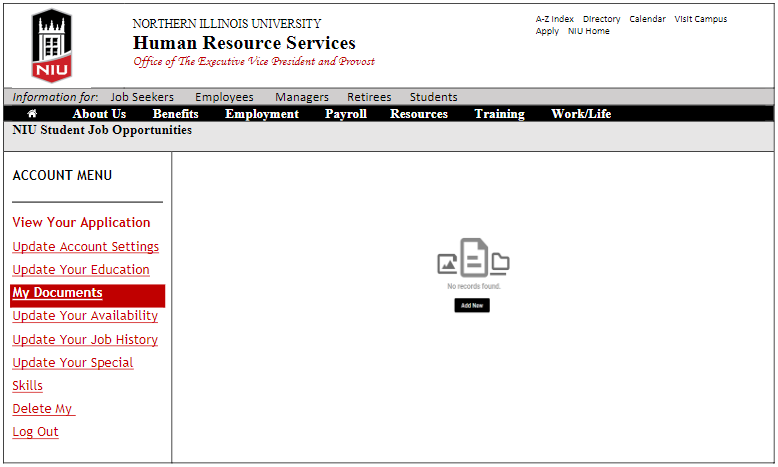 NIU
NORTHERN ILLINOIS UNIVERSITY
Human Resource Services
Office of The Executive Vice President and Provost
A-Z Index Directory Calendar Visit Campus
Apply NIU Home
Information for: Job Seekers Employees Managers Retirees Students
About Us Benefits Employment Payroll Resources Training Work/Life
NIU Student Job Opportunities
ACCOUNT MENU
View Your Application
Update Account Settings
Update Your Education
My Documents
Update Your Availability
Update Your Job History
Update Your Special
Skills
Delete My
Log Out
No records found.
Add New